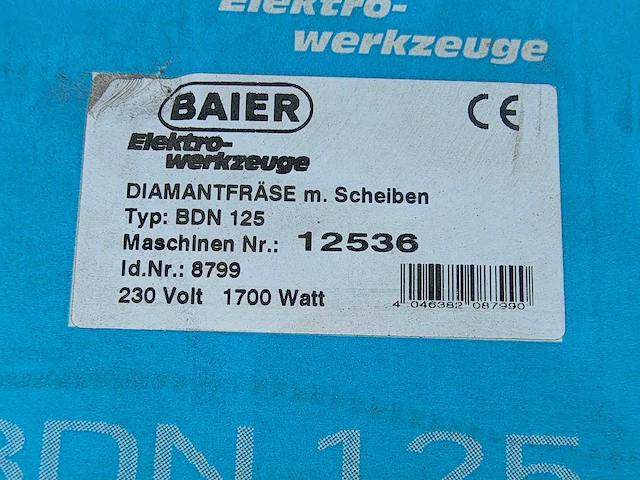 Elektro-
werkzeuge
BAIER
CE
Elektro-
werkzeuge
DIAMANTFRÄSE m. Scheiben
Typ: BDN 125
Maschinen Nr.: 12536
Id.Nr.: 8799
230 Volt 1700 Watt
4 046382 087990
BDN 125